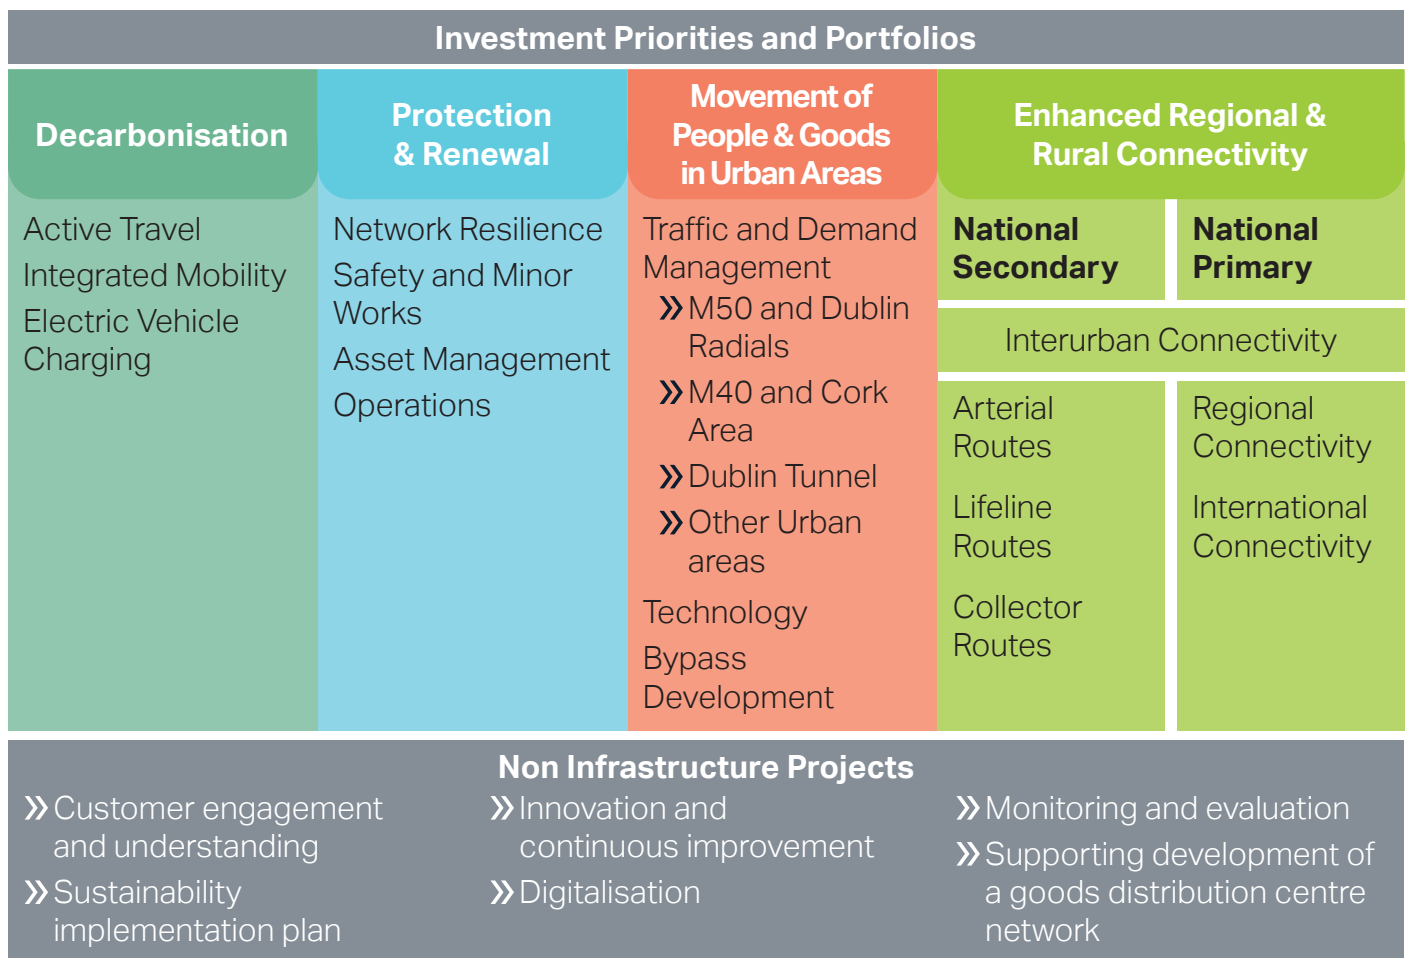 Investment Priorities and Portfolios
Decarbonisation
Active Travel
Integrated Mobility
Electric Vehicle
Charging
Protection
& Renewal
Network Resilience
Safety and Minor
Works
Asset Management
Operations
Movement of
People & Goods
in Urban Areas
Traffic and Demand
Management
» M50 and Dublin
Radials
» M40 and Cork
Area
» Dublin Tunnel
» Other Urban
areas
Technology
Bypass
Development
Enhanced Regional &
Rural Connectivity
National
Secondary
National
Primary
Interurban Connectivity
Arterial
Routes
Lifeline
Routes
Collector
Routes
Regional
Connectivity
International
Connectivity
Non Infrastructure Projects
» Customer engagement
and understanding
» Sustainability
implementation plan
» Innovation and
continuous improvement
» Digitalisation
» Monitoring and evaluation
» Supporting development of
a goods distribution centre
network